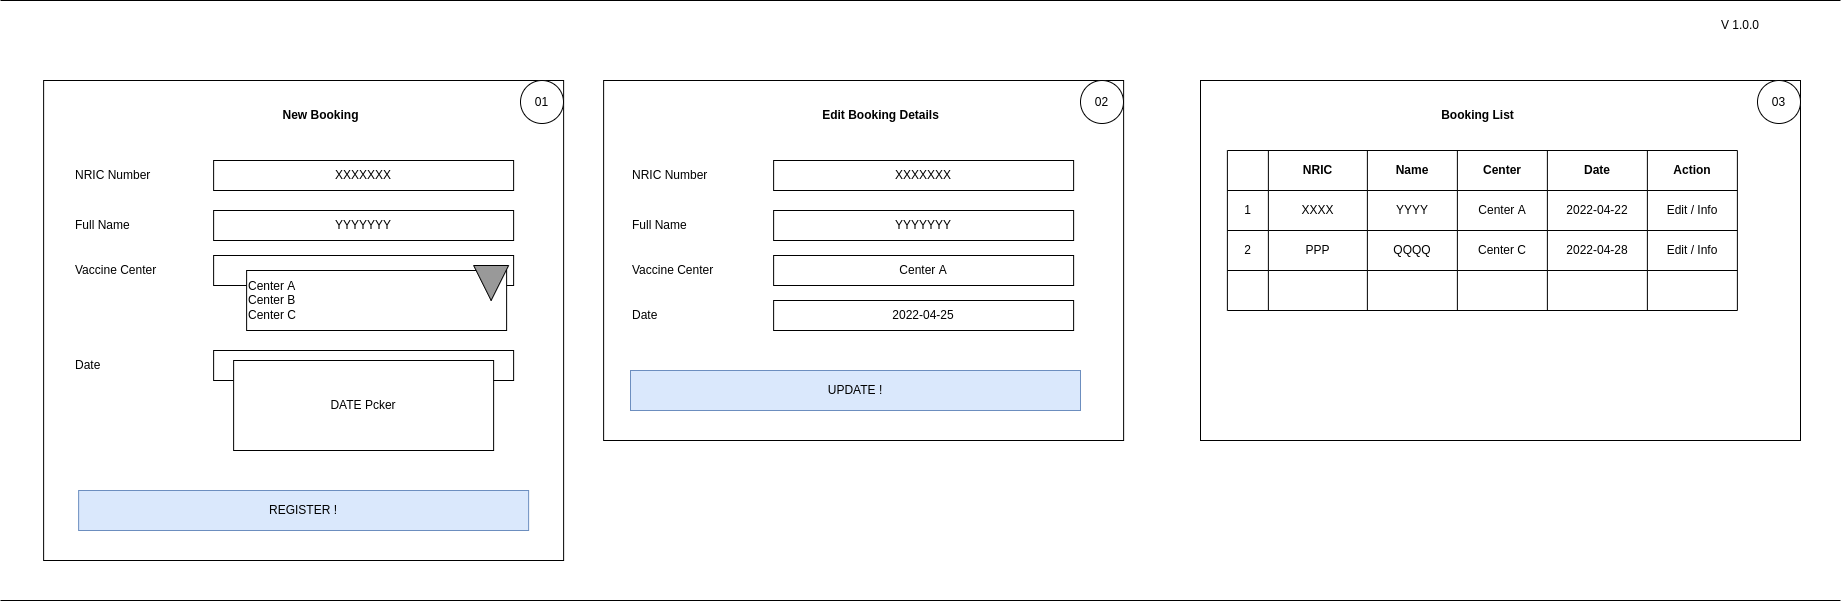 V 1.0.0
01
New Booking
NRIC Number XXXXXXX
Full Name YYYYYYY
Vaccine Center
Center A
Center B
Center C
Date
DATE Pcker
REGISTER !
02
Edit Booking Details
NRIC Number XXXXXXX
Full Name YYYYYYY
Vaccine Center Center A
Date 2022-04-25
UPDATE !
03
Booking List
NRIC Name Center Date Action
1 XXXX YYYY Center A 2022-04-22 Edit / Info
2 PPP QQQQ Center C 2022-04-28 Edit / Info